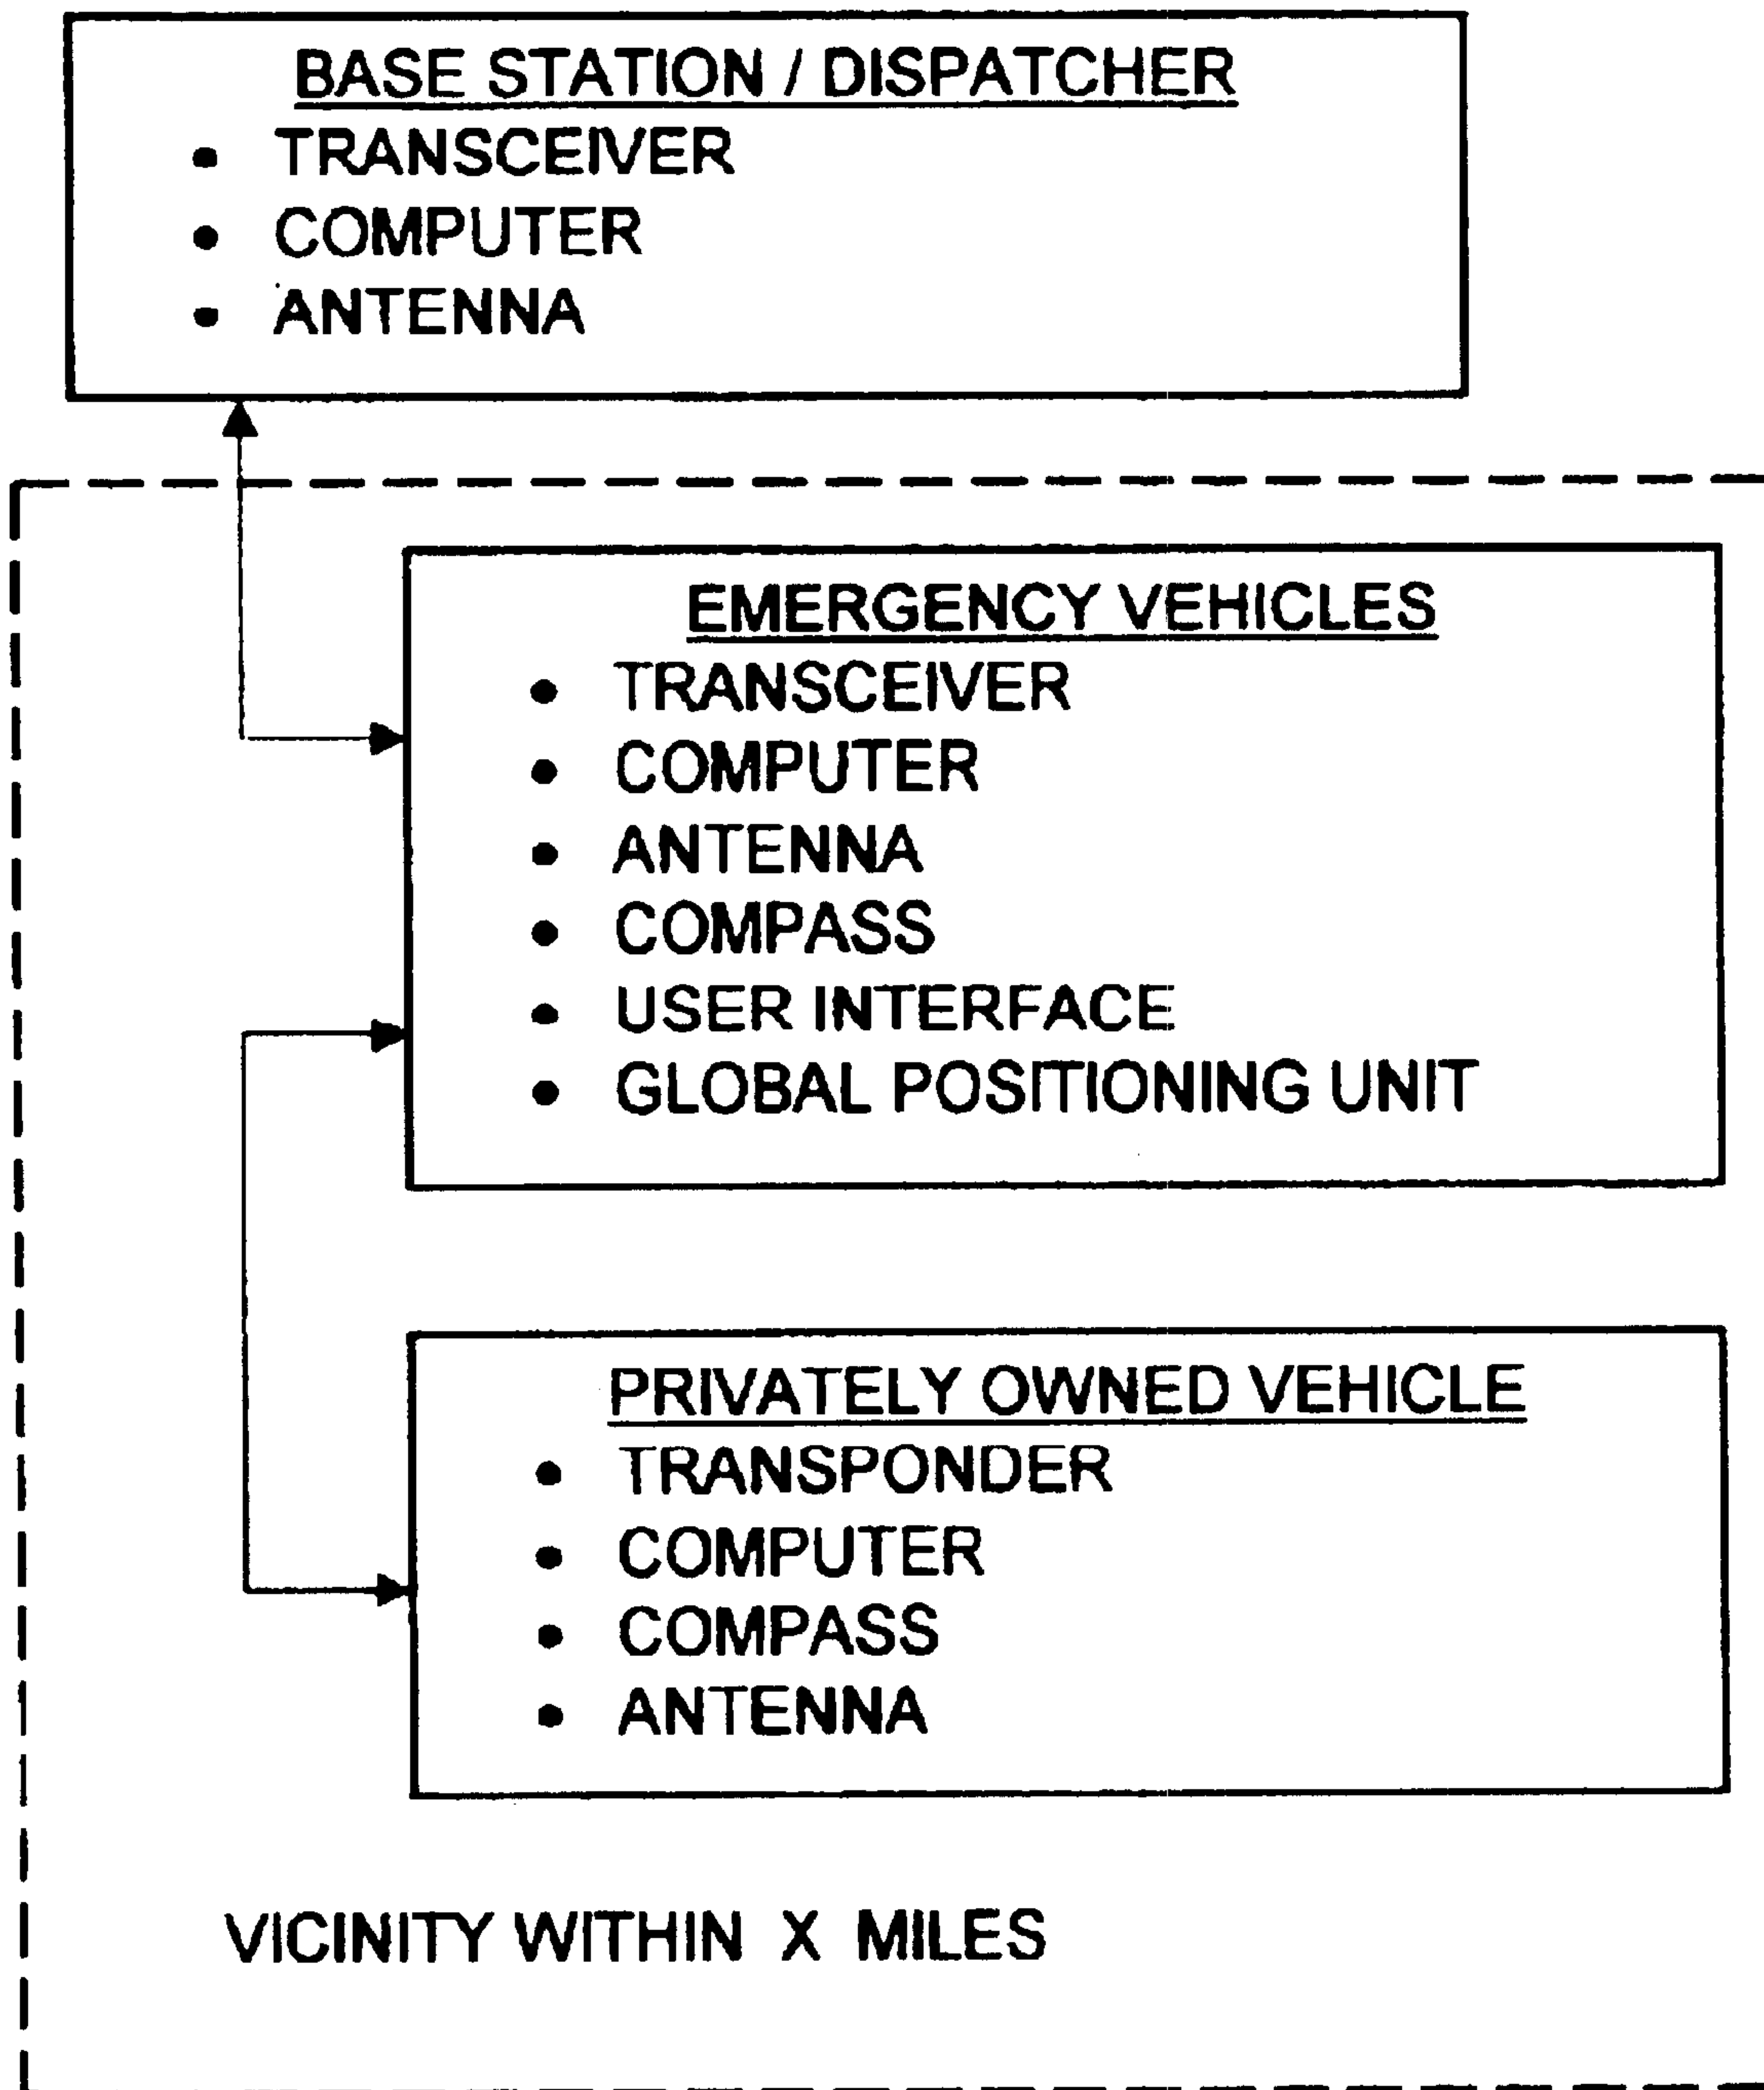 BASE STATION / DISPATCHER
• TRANSCEIVER
• COMPUTER
• ANTENNA
EMERGENCY VEHICLES
• TRANSCEIVER
• COMPUTER
• ANTENNA
• COMPASS
• USER INTERFACE
• GLOBAL POSITIONING UNIT
PRIVATELY OWNED VEHICLE
• TRANSPONDER
• COMPUTER
• COMPASS
• ANTENNA
VICINITY WITHIN X MILES